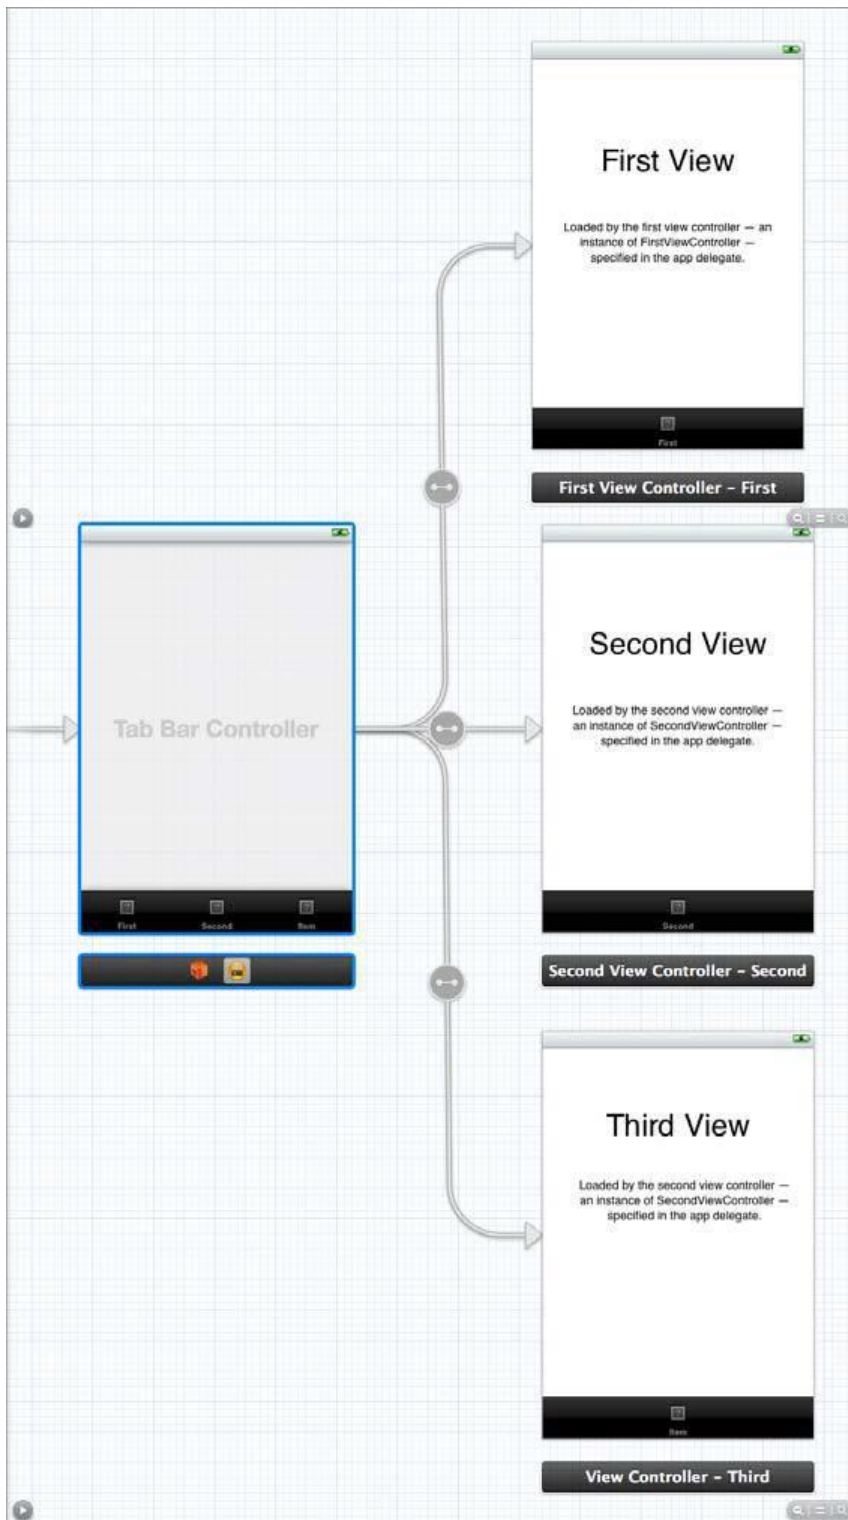 First View
Loaded by the first view controller — an
instance of FirstViewController —
specified in the app delegate.
First
First View Controller – First
Tab Bar Controller
First Second Item
Second View
Loaded by the second view controller —
an instance of SecondViewController —
specified in the app delegate.
Second
Second View Controller – Second
Third View
Loaded by the second view controller —
an instance of SecondViewController —
specified in the app delegate.
Item
View Controller – Third